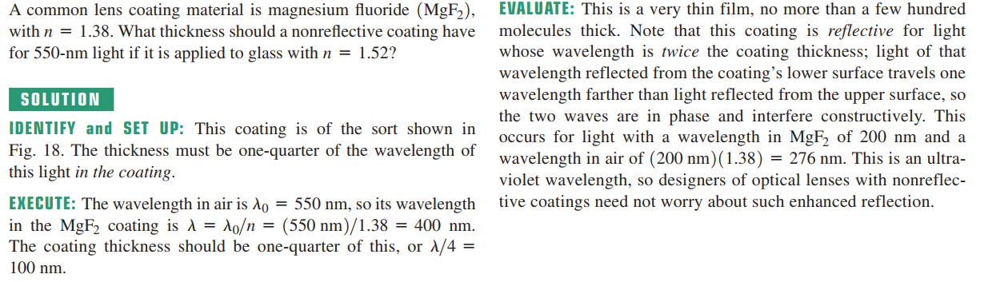 A common lens coating material is magnesium fluoride (MgF₂),
with n = 1.38. What thickness should a nonreflective coating have
for 550-nm light if it is applied to glass with n = 1.52?
SOLUTION
IDENTIFY and SET UP: This coating is of the sort shown in
Fig. 18. The thickness must be one-quarter of the wavelength of
this light in the coating.
EXECUTE: The wavelength in air is λ₀ = 550 nm, so its wavelength
in the MgF₂ coating is λ = λ₀/n = (550 nm)/1.38 = 400 nm.
The coating thickness should be one-quarter of this, or λ/4 =
100 nm.
EVALUATE: This is a very thin film, no more than a few hundred
molecules thick. Note that this coating is reflective for light
whose wavelength is twice the coating thickness; light of that
wavelength reflected from the coating’s lower surface travels one
wavelength farther than light reflected from the upper surface, so
the two waves are in phase and interfere constructively. This
occurs for light with a wavelength in MgF₂ of 200 nm and a
wavelength in air of (200 nm)(1.38) = 276 nm. This is an ultra-
violet wavelength, so designers of optical lenses with nonreflec-
tive coatings need not worry about such enhanced reflection.